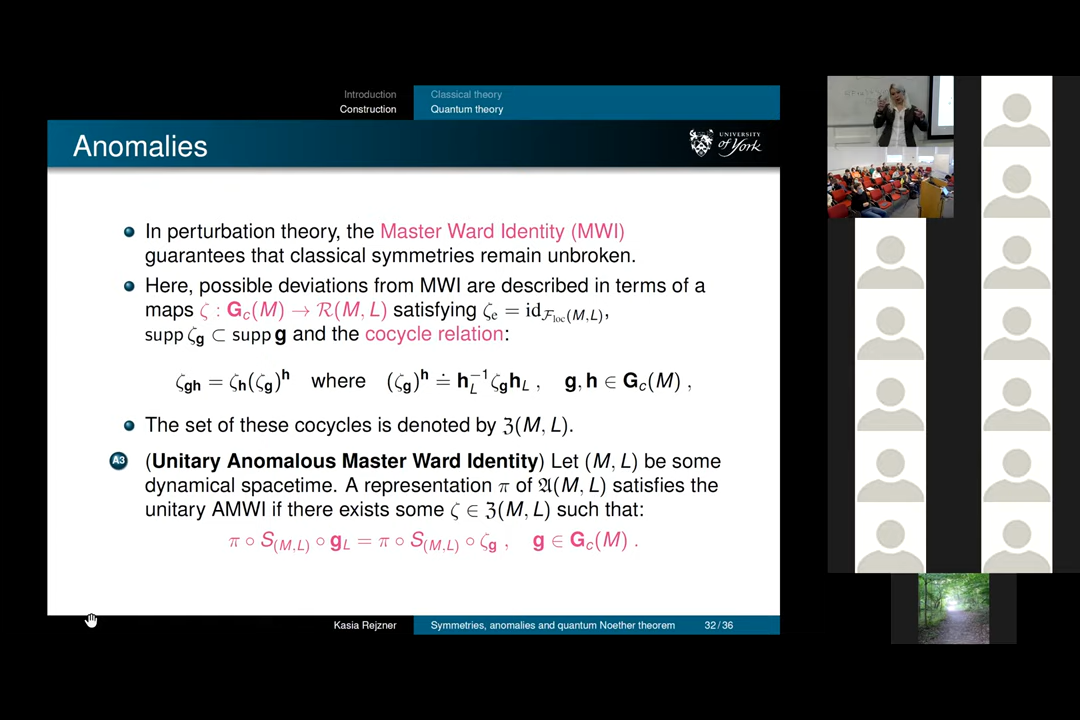 Introduction
Construction
Classical theory
Quantum theory
Anomalies
UNIVERSITY
of York
In perturbation theory, the Master Ward Identity (MWI)
guarantees that classical symmetries remain unbroken.
Here, possible deviations from MWI are described in terms of a
maps ζ : G_c(M) → ℛ(M, L) satisfying ζ_e = id_{ℱ_loc(M,L)},
supp ζ_g ⊂ supp g and the cocycle relation:
ζ_gh = ζ_h(ζ_g)^h where (ζ_g)^h ≐ h_L^{-1} ζ_g h_L , g, h ∈ G_c(M) ,
The set of these cocycles is denoted by ℨ(M, L).
A3 (Unitary Anomalous Master Ward Identity) Let (M, L) be some
dynamical spacetime. A representation π of 𝔄(M, L) satisfies the
unitary AMWI if there exists some ζ ∈ ℨ(M, L) such that:
π ∘ S_(M,L) ∘ g_L = π ∘ S_(M,L) ∘ ζ_g , g ∈ G_c(M) .
Kasia Rejzner
Symmetries, anomalies and quantum Noether theorem
32 / 36